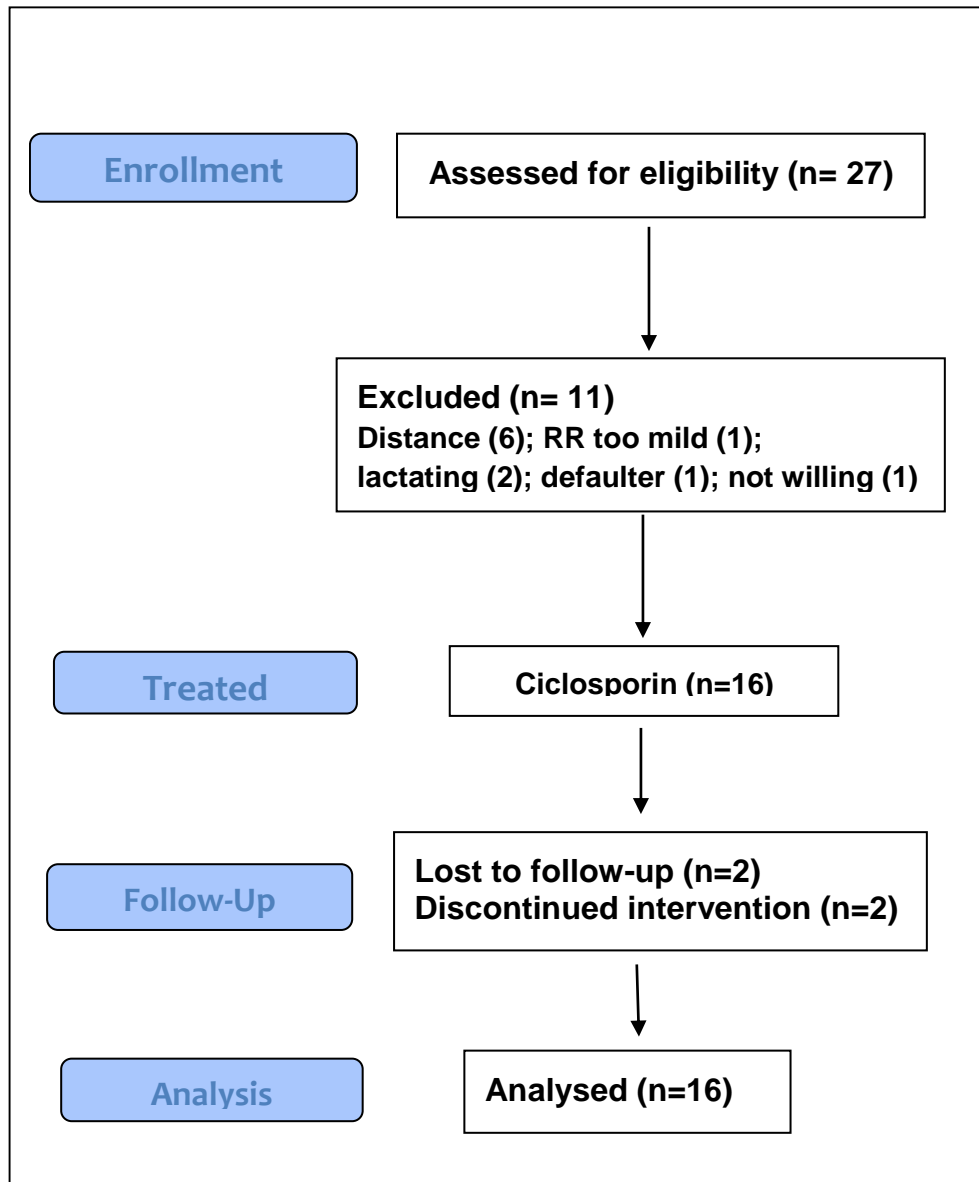 Enrollment
Assessed for eligibility (n= 27)
Excluded (n= 11)
Distance (6); RR too mild (1);
lactating (2); defaulter (1); not willing (1)
Treated
Ciclosporin (n=16)
Follow-Up
Lost to follow-up (n=2)
Discontinued intervention (n=2)
Analysis
Analysed (n=16)